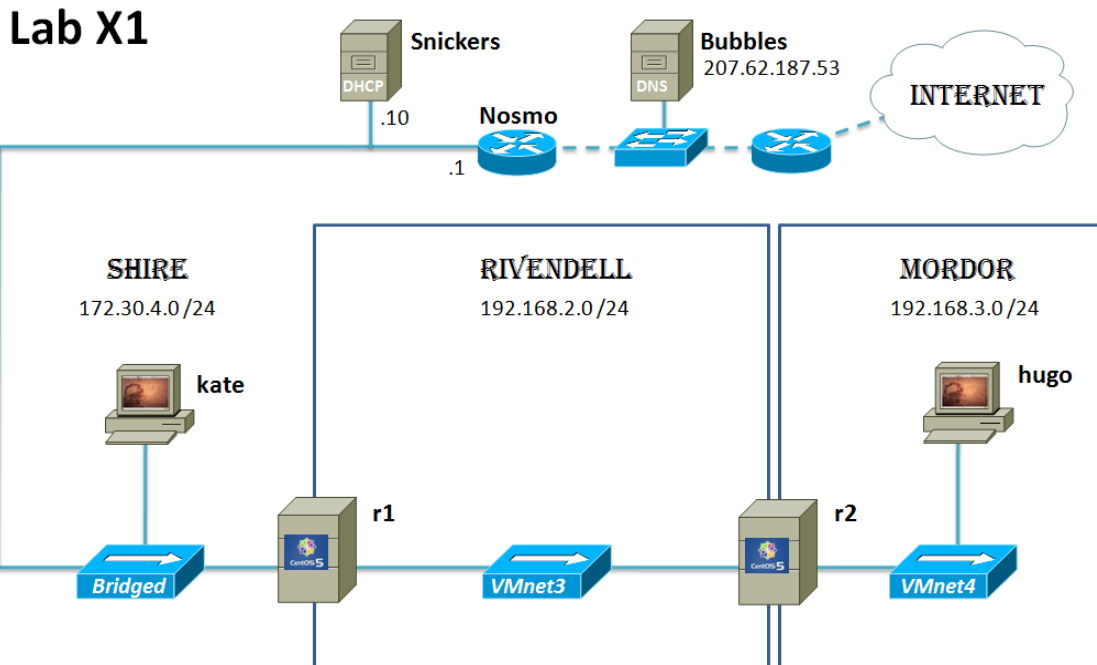 Lab X1
Snickers
DHCP
.10
Nosmo
.1
Bubbles
207.62.187.53
DNS
INTERNET
SHIRE
172.30.4.0 /24
RIVENDELL
192.168.2.0 /24
MORDOR
192.168.3.0 /24
kate
hugo
r1
r2
CentOS 5
CentOS 5
Bridged
VMnet3
VMnet4